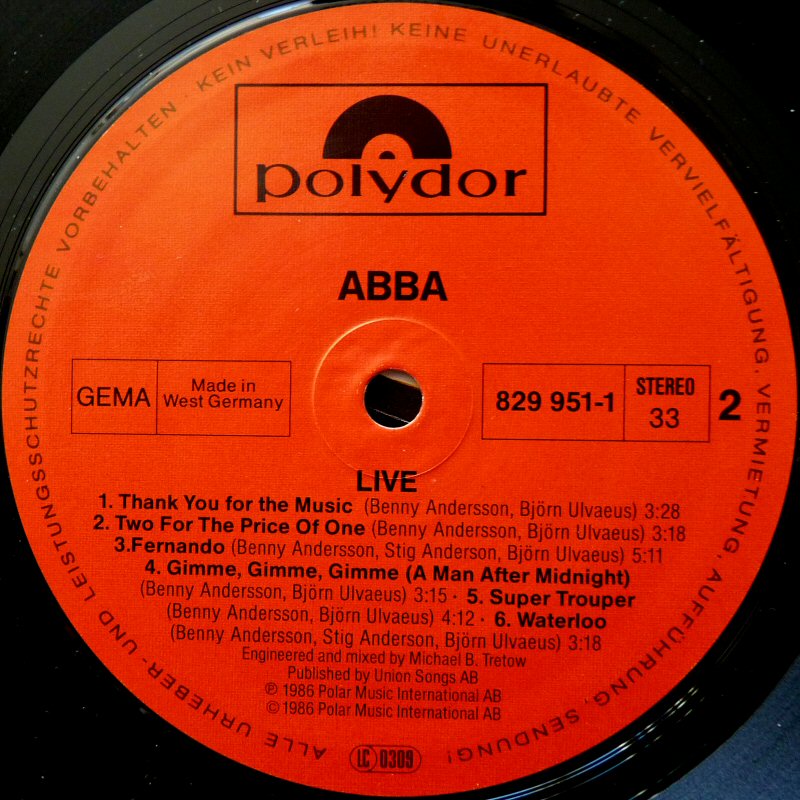 ALLE URHEBER- UND LEISTUNGSSCHUTZRECHTE VORBEHALTEN · KEIN VERLEIH! KEINE UNERLAUBTE VERVIELFÄLTIGUNG, VERMIETUNG, AUFFÜHRUNG, SENDUNG!
polydor
ABBA
GEMA
Made in
West Germany
829 951-1
STEREO
33
2
LIVE
1. Thank You for the Music (Benny Andersson, Björn Ulvaeus) 3:28
2. Two For The Price Of One (Benny Andersson, Björn Ulvaeus) 3:18
3.Fernando (Benny Andersson, Stig Anderson, Björn Ulvaeus) 5:11
4. Gimme, Gimme, Gimme (A Man After Midnight)
(Benny Andersson, Björn Ulvaeus) 3:15 · 5. Super Trouper
(Benny Andersson, Björn Ulvaeus) 4:12 · 6. Waterloo
(Benny Andersson, Stig Anderson, Björn Ulvaeus) 3:18
Engineered and mixed by Michael B. Tretow
Published by Union Songs AB
℗ 1986 Polar Music International AB
© 1986 Polar Music International AB
LC 0309